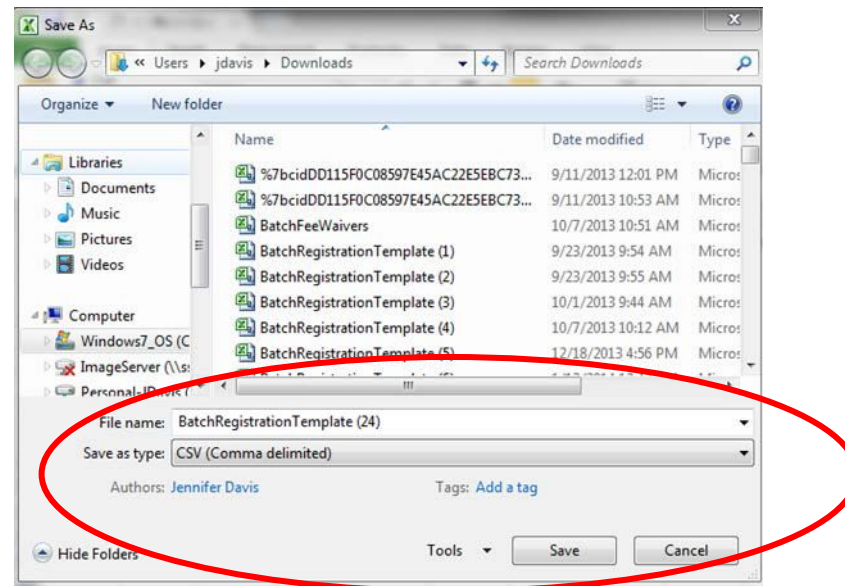 Save As
« Users ▸ jdavis ▸ Downloads
Search Downloads
Organize ▾ New folder
Name Date modified Type
Libraries
Documents
Music
Pictures
Videos
Computer
Windows7_OS (C
ImageServer (\\s
%7bcidDD115F0C08597E45AC22E5EBC73... 9/11/2013 12:01 PM Micros
%7bcidDD115F0C08597E45AC22E5EBC73... 9/11/2013 10:53 AM Micros
BatchFeeWaivers 10/7/2013 10:51 AM Micros
BatchRegistrationTemplate (1) 9/23/2013 9:54 AM Micros
BatchRegistrationTemplate (2) 9/23/2013 9:55 AM Micros
BatchRegistrationTemplate (3) 10/1/2013 9:44 AM Micros
BatchRegistrationTemplate (4) 10/7/2013 10:12 AM Micros
BatchRegistrationTemplate (5) 12/18/2013 4:56 PM Micros
File name: BatchRegistrationTemplate (24)
Save as type: CSV (Comma delimited)
Authors: Jennifer Davis Tags: Add a tag
Hide Folders Tools ▾ Save Cancel